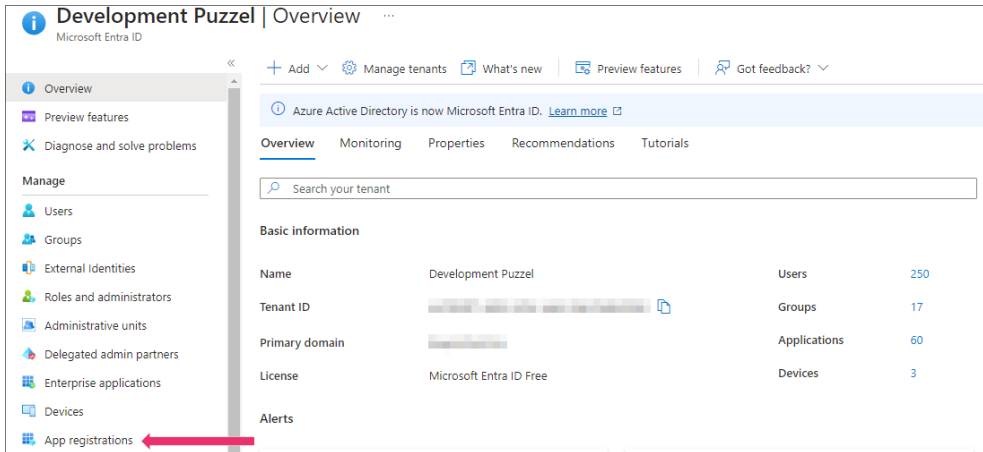 Development Puzzel | Overview ...
Microsoft Entra ID
«
Overview
Preview features
Diagnose and solve problems
Manage
Users
Groups
External Identities
Roles and administrators
Administrative units
Delegated admin partners
Enterprise applications
Devices
App registrations
Add Manage tenants What's new Preview features Got feedback?
Azure Active Directory is now Microsoft Entra ID. Learn more
Overview Monitoring Properties Recommendations Tutorials
Search your tenant
Basic information
Name Development Puzzel Users 250
Tenant ID Groups 17
Primary domain Applications 60
License Microsoft Entra ID Free Devices 3
Alerts